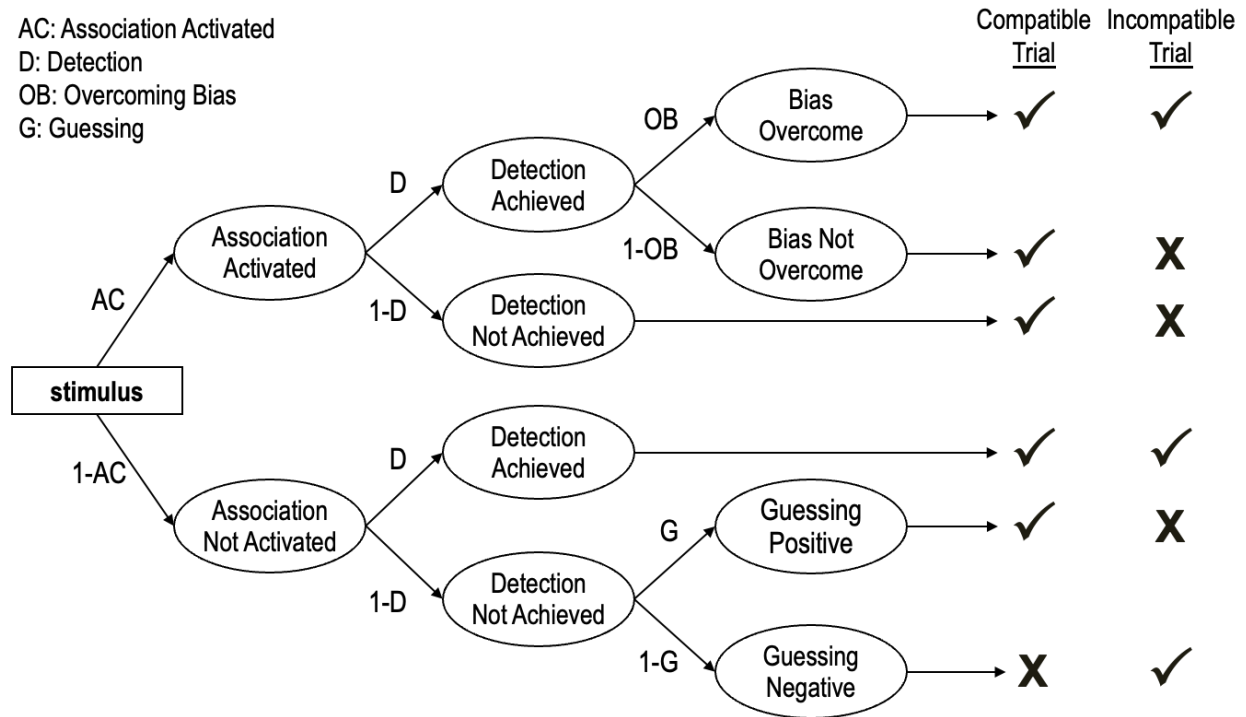 AC: Association Activated
D: Detection
OB: Overcoming Bias
G: Guessing
Compatible
Trial
Incompatible
Trial
OB
Bias
Overcome
D
Detection
Achieved
1-OB
Bias Not
Overcome
Association
Activated
AC
1-D
Detection
Not Achieved
stimulus
1-AC
D
Detection
Achieved
Association
Not Activated
G
Guessing
Positive
1-D
Detection
Not Achieved
1-G
Guessing
Negative